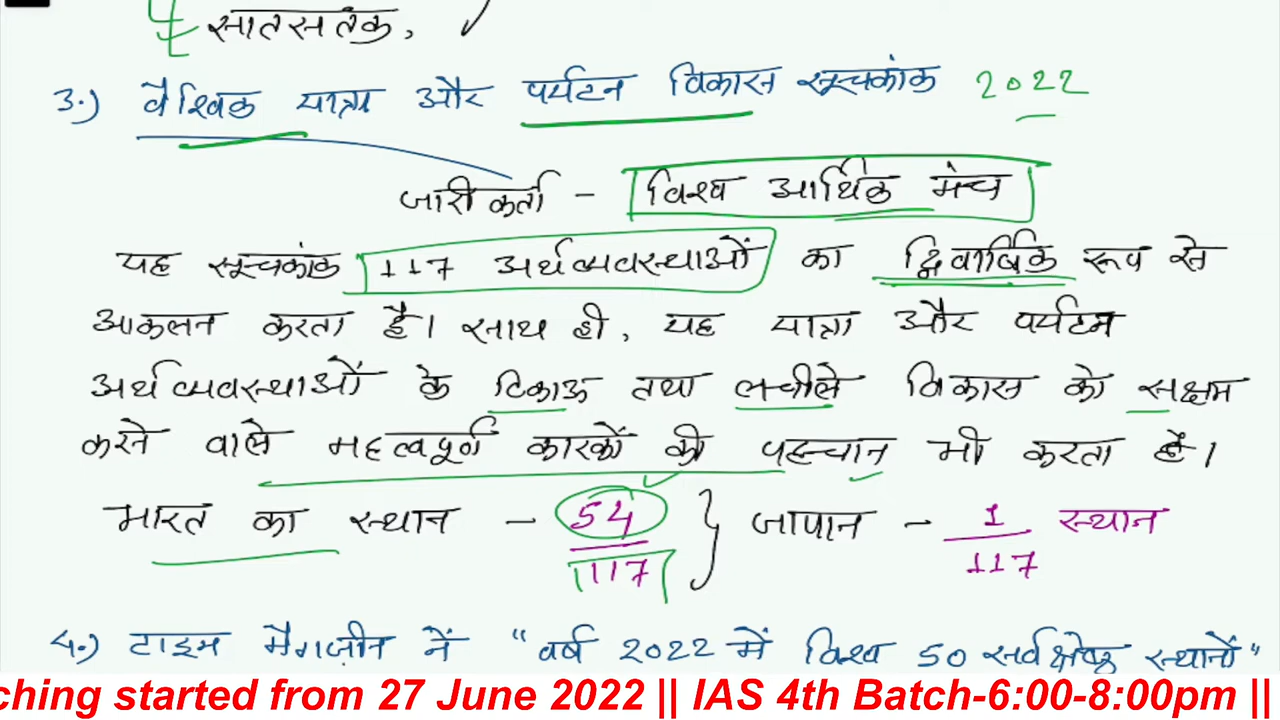 सातसतंक,
3.) वैश्विक यात्रा और पर्यटन विकास सूचकांक 2022
जारीकर्ता - विश्व आर्थिक मंच
यह सूचकांक 117 अर्थव्यवस्थाओं का द्विवार्षिक रूप से
आकलन करता है। साथ ही, यह यात्रा और पर्यटन
अर्थव्यवस्थाओं के टिकाऊ तथा लचीले विकास को सक्षम
करने वाले महत्वपूर्ण कारकों की पहचान भी करता है।
भारत का स्थान - 54/117 } जापान - 1/117 स्थान
4.) टाइम मैगज़ीन में "वर्ष 2022 में विश्व 50 सर्वश्रेष्ठ स्थानों"
ching started from 27 June 2022 || IAS 4th Batch-6:00-8:00pm ||